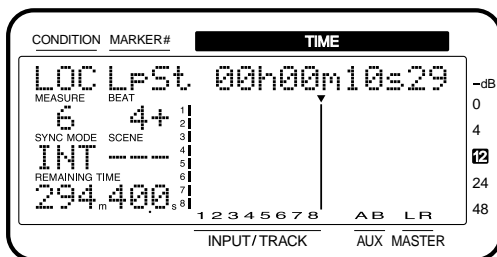 CONDITION MARKER# TIME
LOC LpSt 00h00m10s29
MEASURE BEAT
6 4+
SYNC MODE SCENE
INT ---
REMAINING TIME
294m400s
1
2
3
4
5
6
7
8
1 2 3 4 5 6 7 8 A B L R
INPUT/TRACK AUX MASTER
–dB
0
4
12
24
48